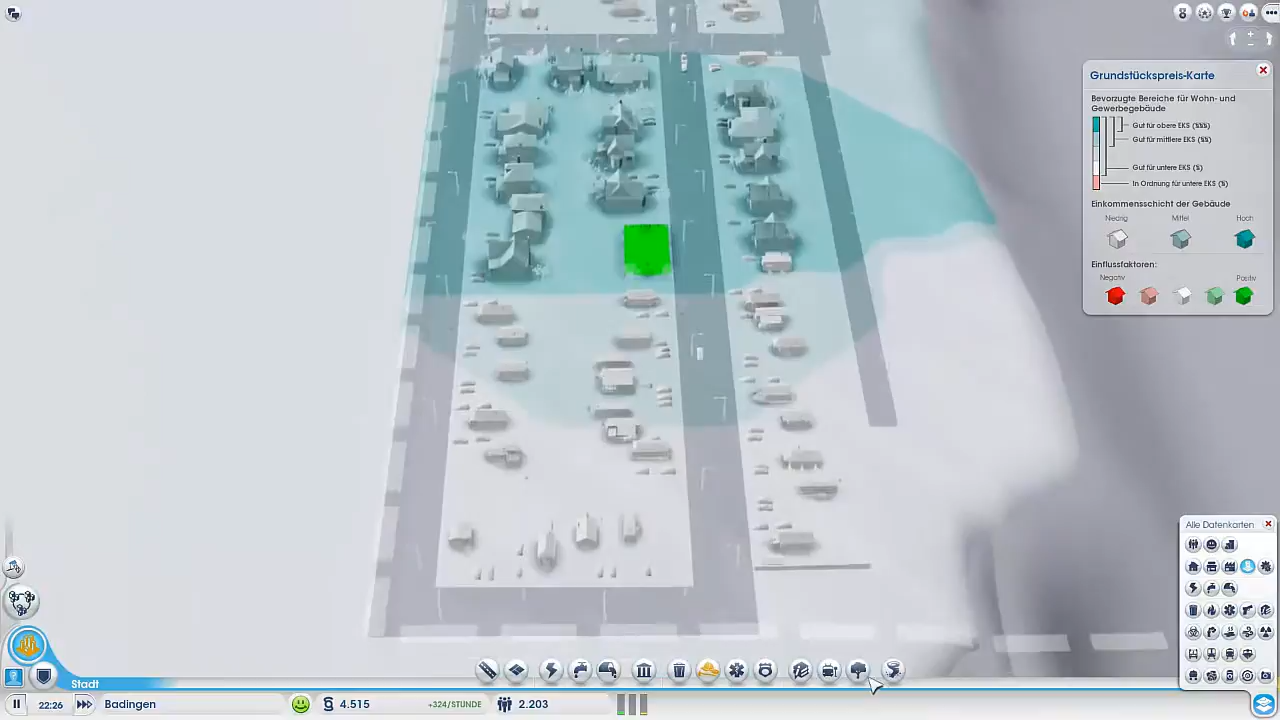 Grundstückspreis-Karte
Bevorzugte Bereiche für Wohn- und
Gewerbegebäude
Gut für obere EKS (§§§)
Gut für mittlere EKS (§§)
Gut für untere EKS (§)
In Ordnung für untere EKS (§)
Einkommensschicht der Gebäude
Niedrig
Mittel
Hoch
Einflussfaktoren:
Negativ
Positiv
Alle Datenkarten
Stadt
22:26
Badingen
4.515
+324/STUNDE
2.203